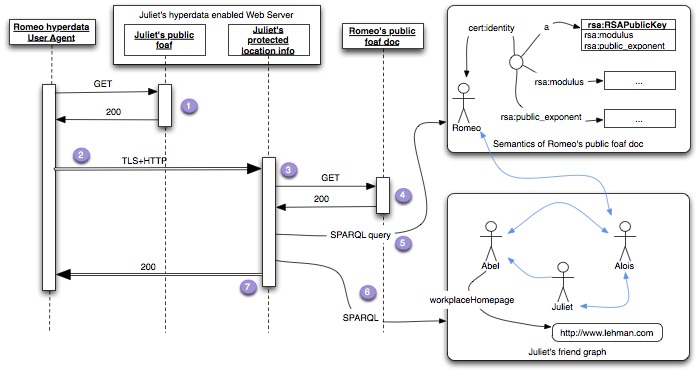 Romeo hyperdata
User Agent
Juliet's hyperdata enabled Web Server
Juliet's public
foaf
Juliet's
protected
location info
Romeo's public
foaf doc
GET
1
200
2
TLS+HTTP
3
GET
4
200
SPARQL query
5
200
7
6
SPARQL
cert:identity
a
rsa:RSAPublicKey
rsa:modulus
rsa:public_exponent
rsa:modulus
...
rsa:public_exponent
...
Romeo
Semantics of Romeo's public foaf doc
Abel
Alois
Juliet
workplaceHomepage
http://www.lehman.com
Juliet's friend graph